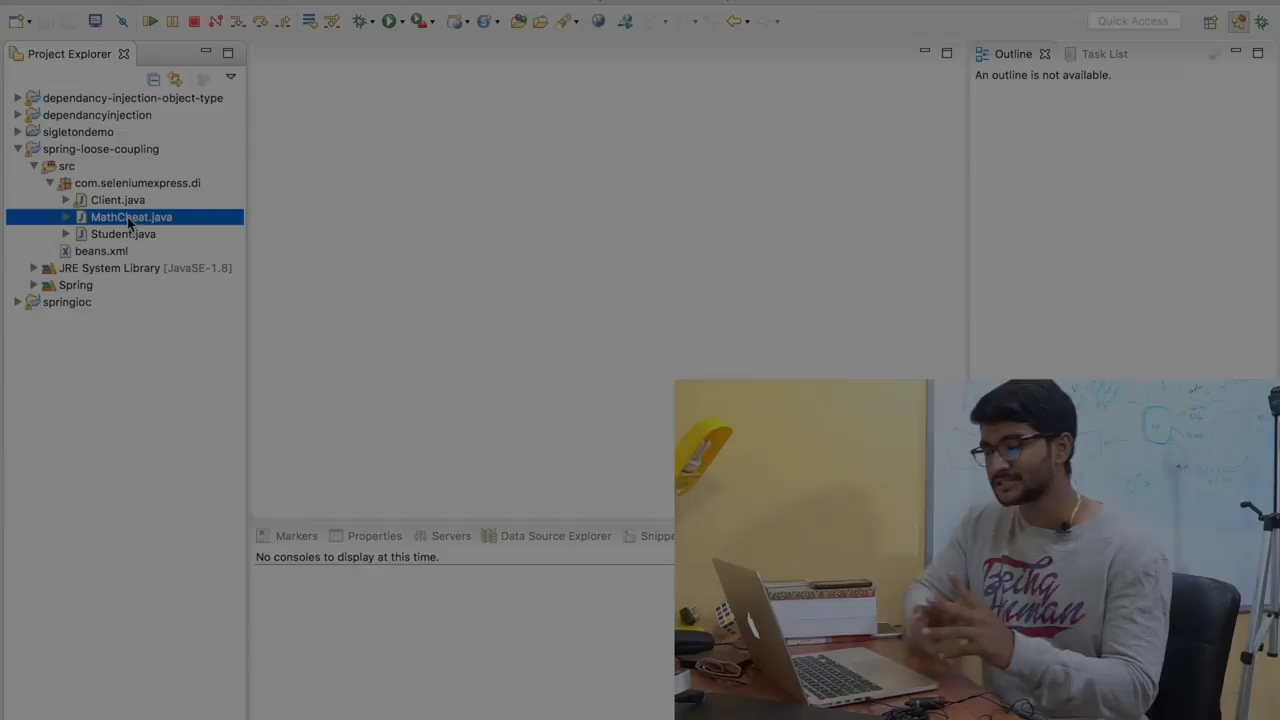 Quick Access
Project Explorer
Outline
Task List
An outline is not available.
dependancy-injection-object-type
dependancyinjection
sigletondemo
spring-loose-coupling
src
com.seleniumexpress.di
Client.java
MathCheat.java
Student.java
beans.xml
JRE System Library [JavaSE-1.8]
Spring
springioc
Markers
Properties
Servers
Data Source Explorer
Snippe
No consoles to display at this time.
Being
Human